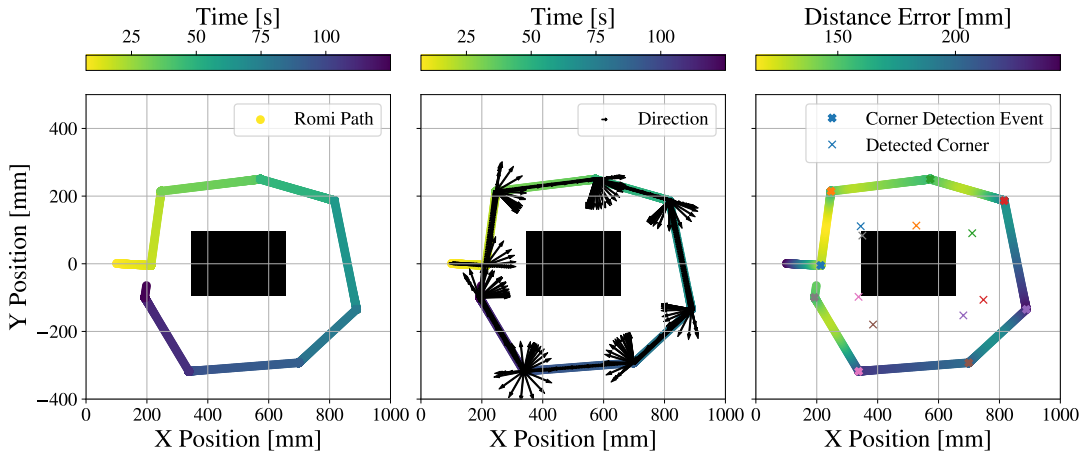 Time [s]
Time [s]
Distance Error [mm]
25 50 75 100
25 50 75 100
150 200
Romi Path
Direction
Corner Detection Event
Detected Corner
Y Position [mm]
400
200
0
−200
−400
0 200 400 600 800 1000
0 200 400 600 800 1000
0 200 400 600 800 1000
X Position [mm]
X Position [mm]
X Position [mm]